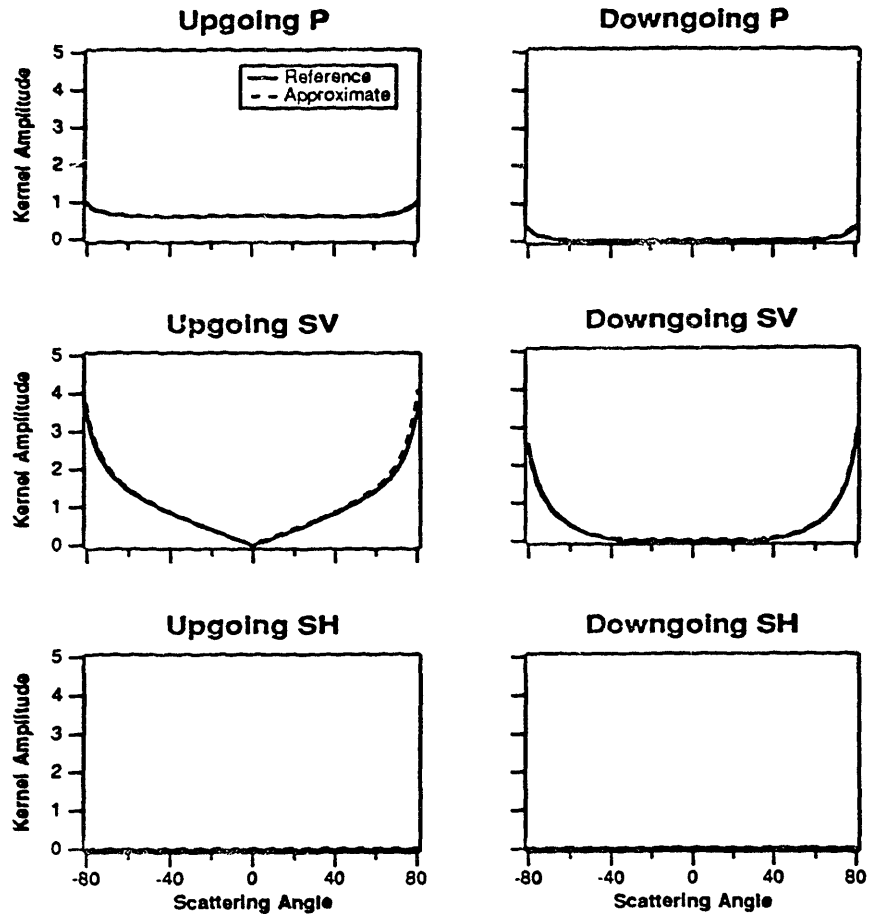 Upgoing P
Downgoing P
Kernel Amplitude
5
4
3
2
1
0
Reference
Approximate
Upgoing SV
Downgoing SV
Kernel Amplitude
5
4
3
2
1
0
Upgoing SH
Downgoing SH
Kernel Amplitude
5
4
3
2
1
0
-80 -40 0 40 80
-80 -40 0 40 80
Scattering Angle
Scattering Angle